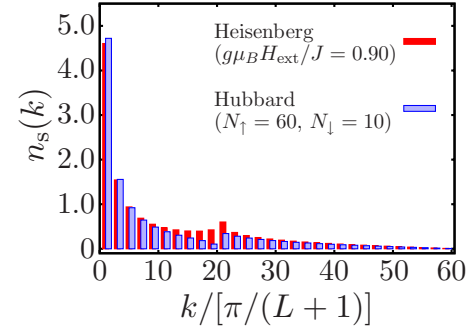 5.0
4.0
3.0
2.0
1.0
0
n_s(k)
Heisenberg
(gμ_B H_ext/J = 0.90)
Hubbard
(N_↑ = 60, N_↓ = 10)
0 10 20 30 40 50 60
k/[π/(L + 1)]